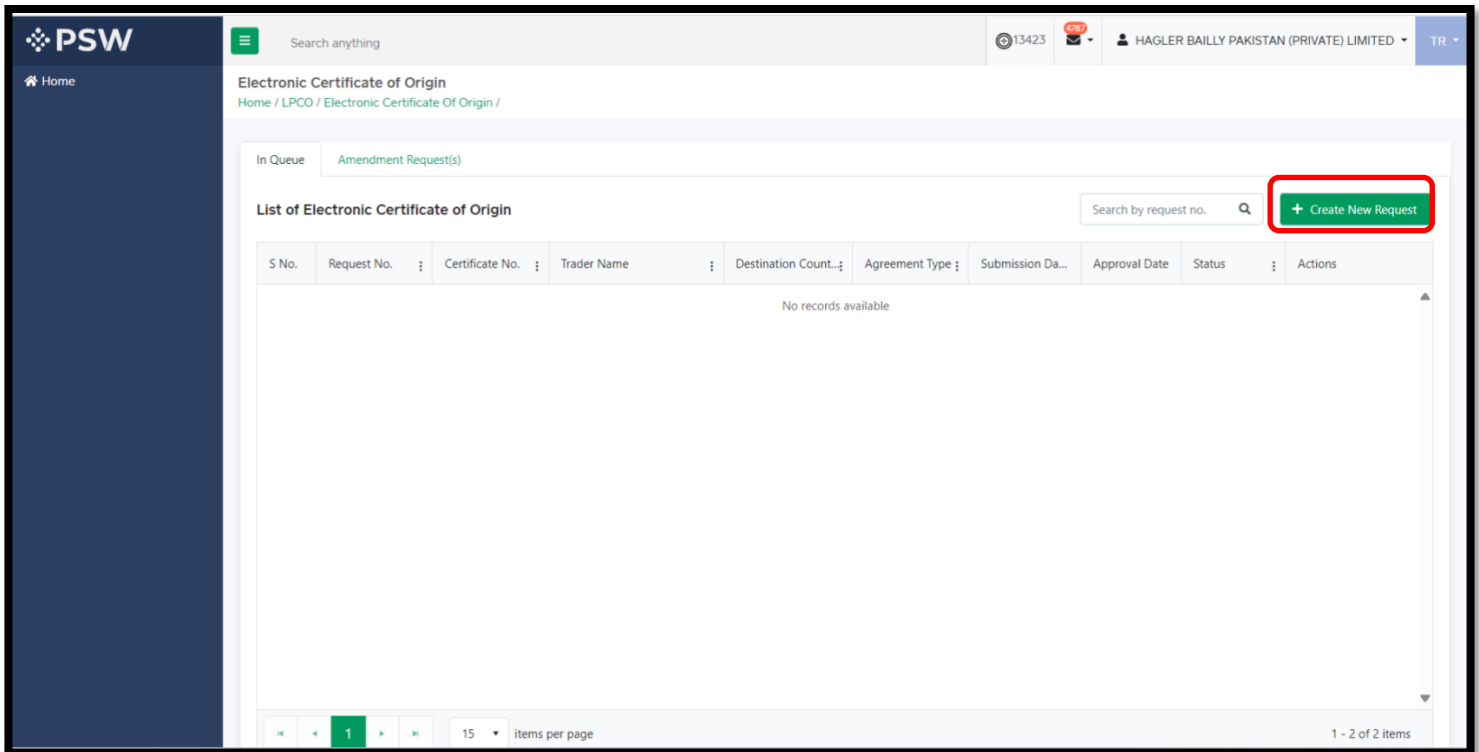 PSW
Search anything
13423
4787
HAGLER BAILLY PAKISTAN (PRIVATE) LIMITED
TR
Home
Electronic Certificate of Origin
Home / LPCO / Electronic Certificate Of Origin /
In Queue Amendment Request(s)
List of Electronic Certificate of Origin
Search by request no.
+ Create New Request
S No. Request No. Certificate No. Trader Name Destination Count... Agreement Type Submission Da... Approval Date Status Actions
No records available
1 15 items per page 1 - 2 of 2 items